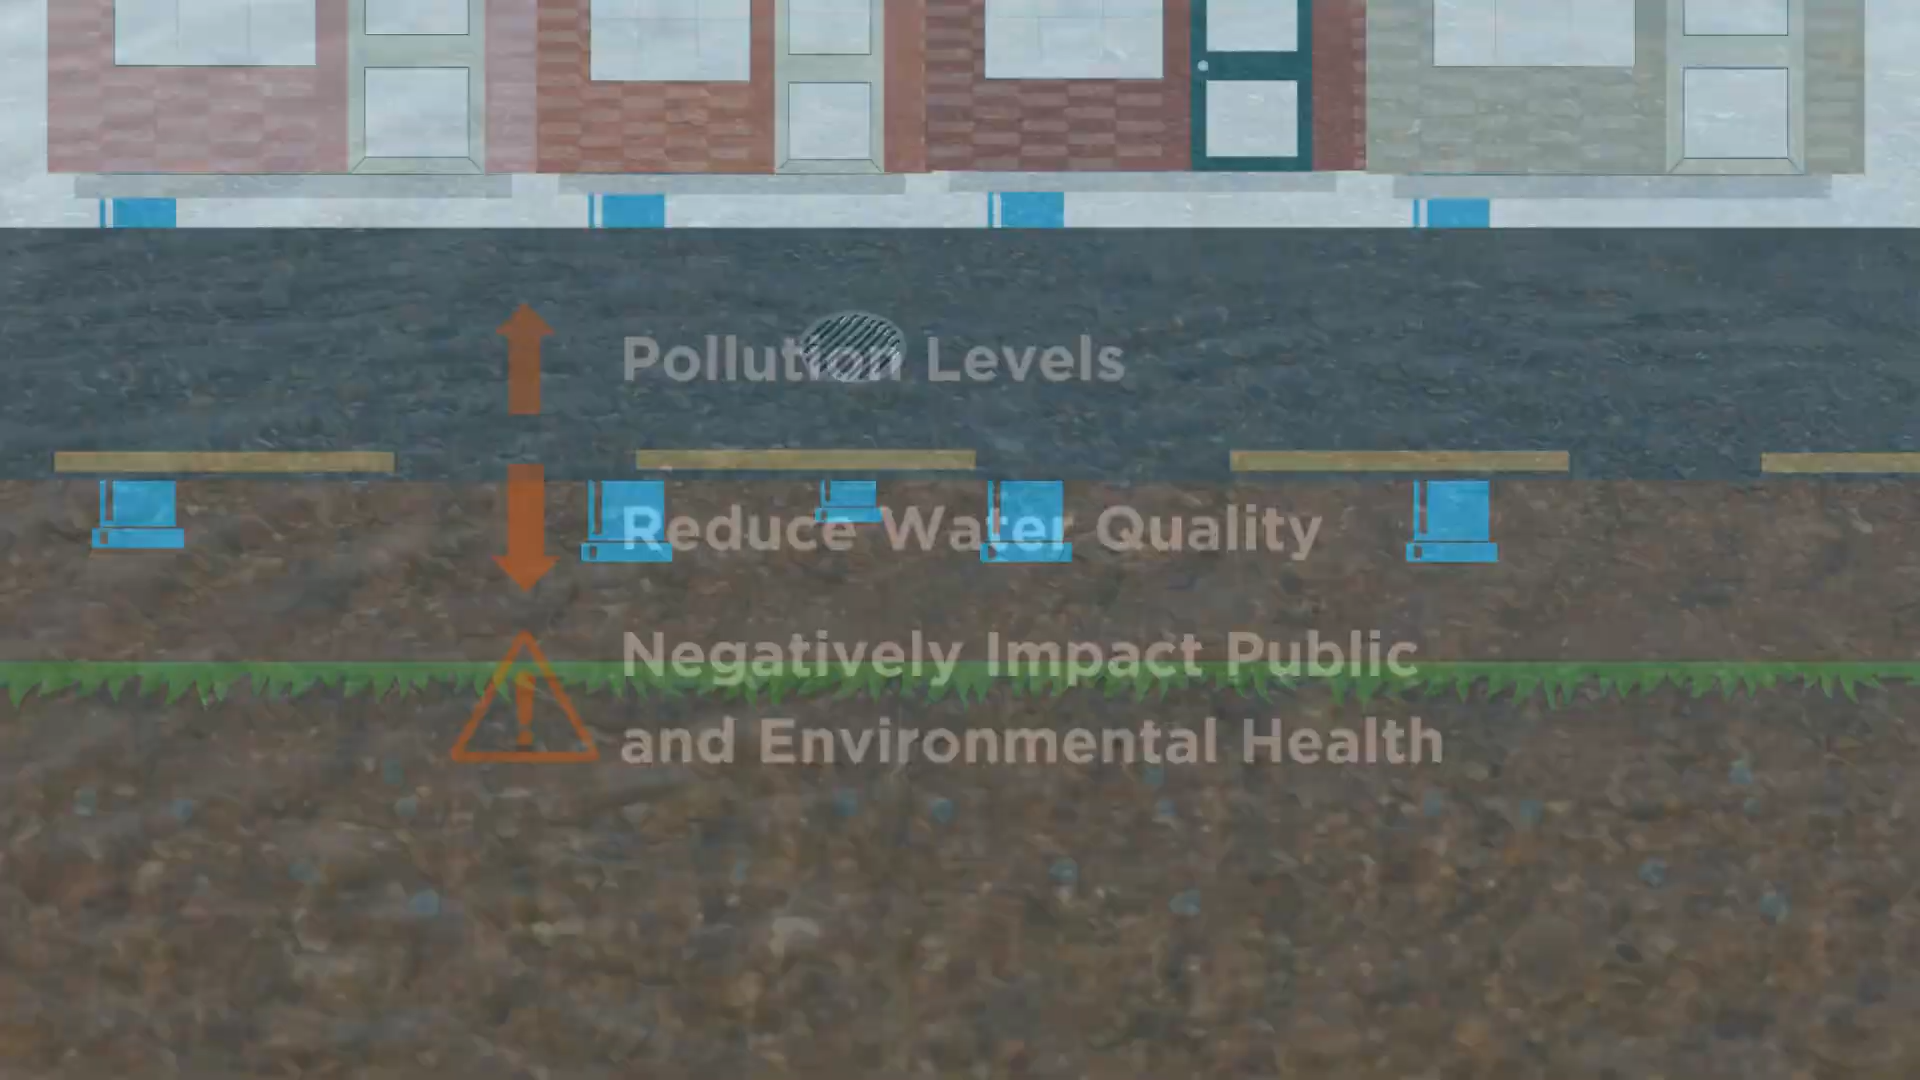 Pollution Levels
Reduce Water Quality
Negatively Impact Public
and Environmental Health